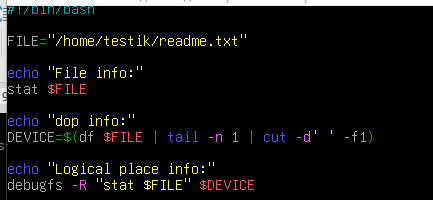 #!/bin/bash
FILE="/home/testik/readme.txt"
echo "File info:"
stat $FILE
echo "dop info:"
DEVICE=$(df $FILE | tail -n 1 | cut -d' ' -f1)
echo "Logical place info:"
debugfs -R "stat $FILE" $DEVICE